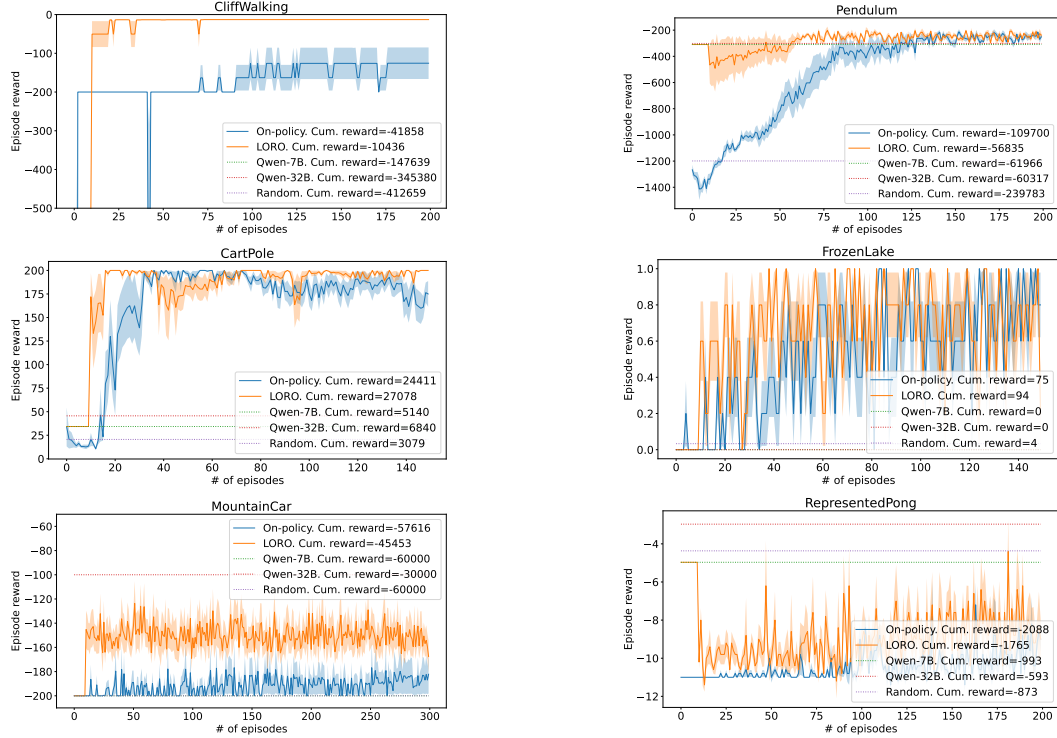 CliffWalking
0
−100
−200
−300
−400
−500
Episode reward
On-policy. Cum. reward=-41858
LORO. Cum. reward=-10436
Qwen-7B. Cum. reward=-147639
Qwen-32B. Cum. reward=-345380
Random. Cum. reward=-412659
0 25 50 75 100 125 150 175 200
# of episodes
Pendulum
−200
−400
−600
−800
−1000
−1200
−1400
Episode reward
On-policy. Cum. reward=-109700
LORO. Cum. reward=-56835
Qwen-7B. Cum. reward=-61966
Qwen-32B. Cum. reward=-60317
Random. Cum. reward=-239783
0 25 50 75 100 125 150 175 200
# of episodes
CartPole
200
175
150
125
100
75
50
25
0
Episode reward
On-policy. Cum. reward=24411
LORO. Cum. reward=27078
Qwen-7B. Cum. reward=5140
Qwen-32B. Cum. reward=6840
Random. Cum. reward=3079
0 20 40 60 80 100 120 140
# of episodes
FrozenLake
1.0
0.8
0.6
0.4
0.2
0.0
Episode reward
On-policy. Cum. reward=75
LORO. Cum. reward=94
Qwen-7B. Cum. reward=0
Qwen-32B. Cum. reward=0
Random. Cum. reward=4
0 20 40 60 80 100 120 140
# of episodes
MountainCar
−60
−80
−100
−120
−140
−160
−180
−200
Episode reward
On-policy. Cum. reward=-57616
LORO. Cum. reward=-45453
Qwen-7B. Cum. reward=-60000
Qwen-32B. Cum. reward=-30000
Random. Cum. reward=-60000
0 50 100 150 200 250 300
# of episodes
RepresentedPong
−4
−6
−8
−10
−12
Episode reward
On-policy. Cum. reward=-2088
LORO. Cum. reward=-1765
Qwen-7B. Cum. reward=-993
Qwen-32B. Cum. reward=-593
Random. Cum. reward=-873
0 25 50 75 100 125 150 175 200
# of episodes